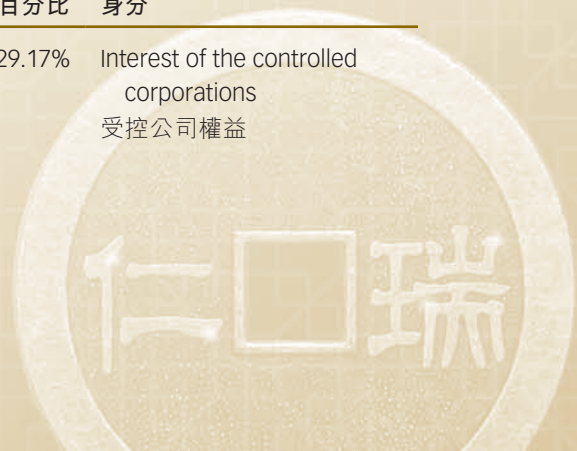 百分比 身分
29.17% Interest of the controlled
corporations
受控公司權益
仁 瑞